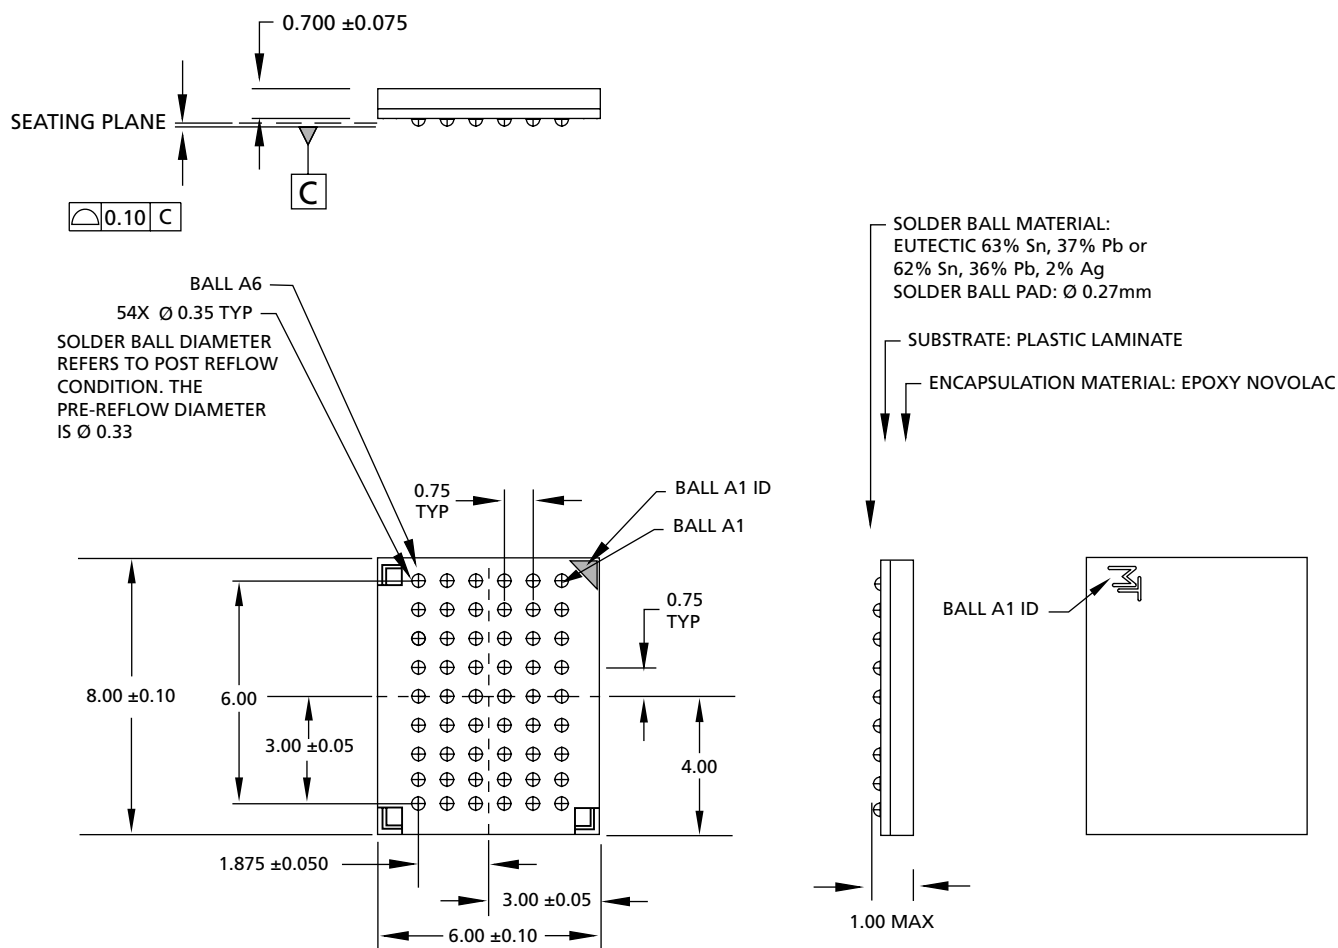 0.700 ±0.075
SEATING PLANE
C
0.10 C
SOLDER BALL MATERIAL:
EUTECTIC 63% Sn, 37% Pb or
62% Sn, 36% Pb, 2% Ag
SOLDER BALL PAD: Ø 0.27mm
BALL A6
54X Ø 0.35 TYP
SOLDER BALL DIAMETER
REFERS TO POST REFLOW
CONDITION. THE
PRE-REFLOW DIAMETER
IS Ø 0.33
SUBSTRATE: PLASTIC LAMINATE
ENCAPSULATION MATERIAL: EPOXY NOVOLAC
0.75
TYP
BALL A1 ID
BALL A1
0.75
TYP
BALL A1 ID
8.00 ±0.10
6.00
3.00 ±0.05
4.00
1.875 ±0.050
3.00 ±0.05
6.00 ±0.10
1.00 MAX